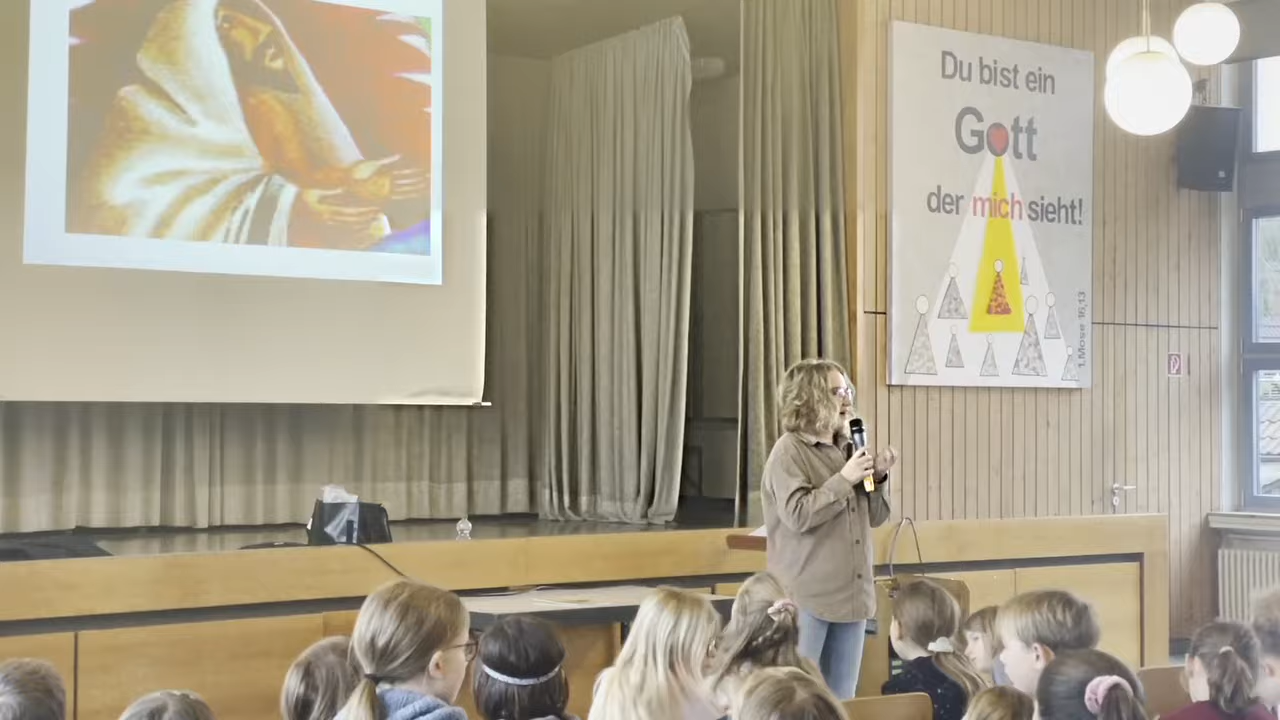 Du bist ein
Gott
der mich sieht!
1. Mose 16,13